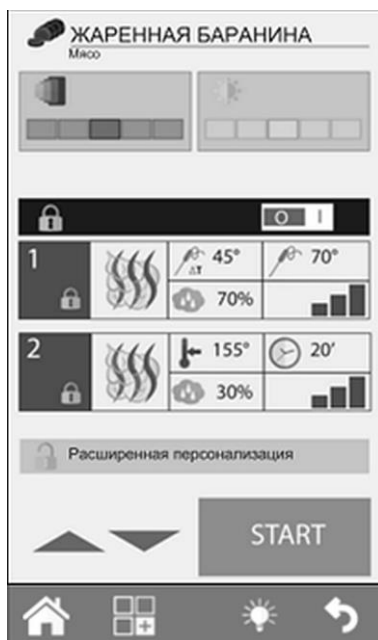 ЖАРЕННАЯ БАРАНИНА
Мясо
O I
1 45° 70°
ΔT
70%
2 155° 20'
30%
Расширенная персонализация
START